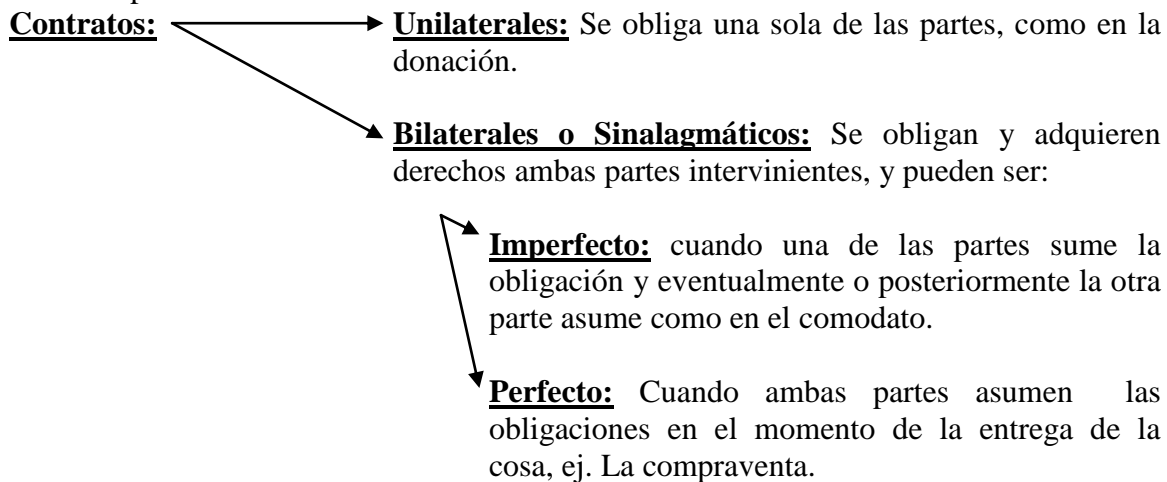 Contratos: Unilaterales: Se obliga una sola de las partes, como en la
donación.
Bilaterales o Sinalagmáticos: Se obligan y adquieren
derechos ambas partes intervinientes, y pueden ser:
Imperfecto: cuando una de las partes sume la
obligación y eventualmente o posteriormente la otra
parte asume como en el comodato.
Perfecto: Cuando ambas partes asumen las
obligaciones en el momento de la entrega de la
cosa, ej. La compraventa.